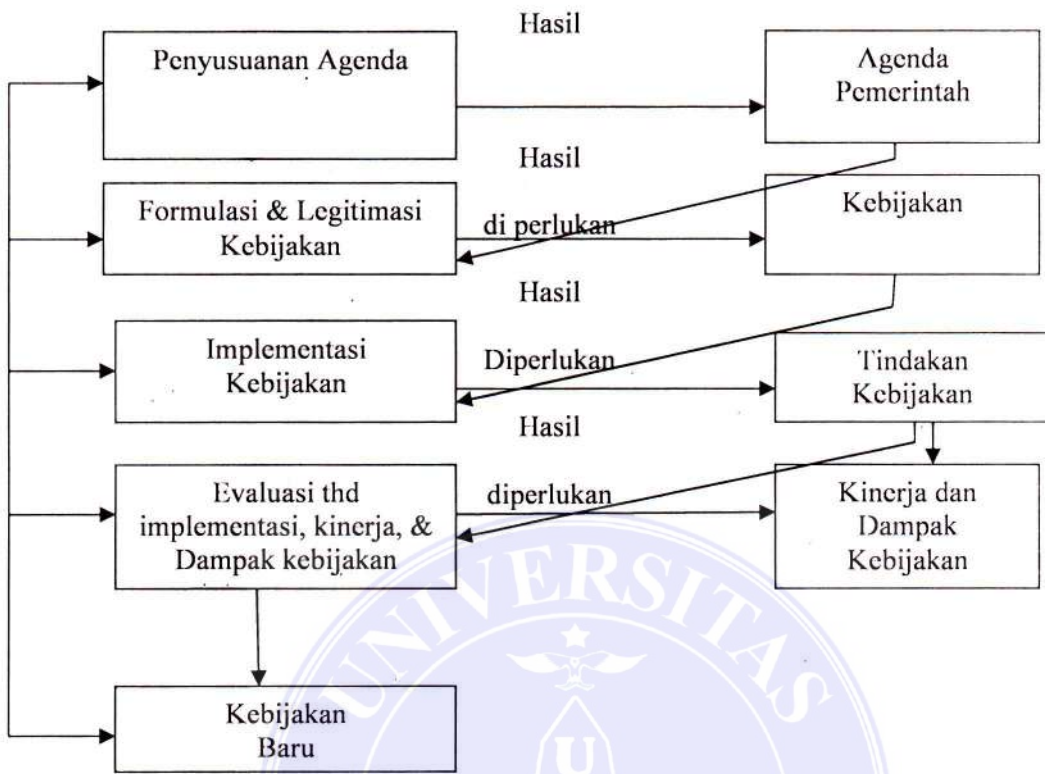 Hasil
Penyusuanan Agenda
Agenda
Pemerintah
Hasil
Formulasi & Legitimasi
Kebijakan
di perlukan
Kebijakan
Hasil
Implementasi
Kebijakan
Diperlukan
Tindakan
Kebijakan
Hasil
Evaluasi thd
implementasi, kinerja, &
Dampak kebijakan
diperlukan
Kinerja dan
Dampak
Kebijakan
Kebijakan
Baru
UNIVERSITAS
U